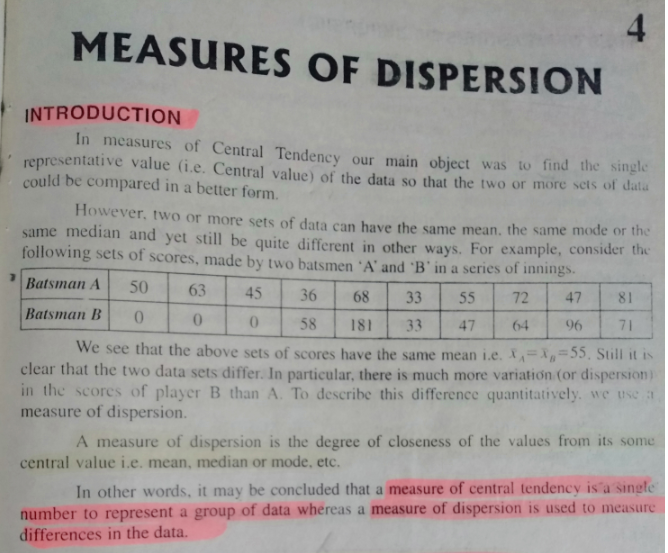 4
MEASURES OF DISPERSION
INTRODUCTION
In measures of Central Tendency our main object was to find the single
representative value (i.e. Central value) of the data so that the two or more sets of data
could be compared in a better form.
However, two or more sets of data can have the same mean, the same mode or the
same median and yet still be quite different in other ways. For example, consider the
following sets of scores, made by two batsmen 'A' and 'B' in a series of innings.
Batsman A 50 63 45 36 68 33 55 72 47 81
Batsman B 0 0 0 58 181 33 47 64 96 71
We see that the above sets of scores have the same mean i.e. x̄_A=x̄_B=55. Still it is
clear that the two data sets differ. In particular, there is much more variation (or dispersion)
in the scores of player B than A. To describe this difference quantitatively, we use a
measure of dispersion.
A measure of dispersion is the degree of closeness of the values from its some
central value i.e. mean, median or mode, etc.
In other words, it may be concluded that a measure of central tendency is a single
number to represent a group of data whereas a measure of dispersion is used to measure
differences in the data.